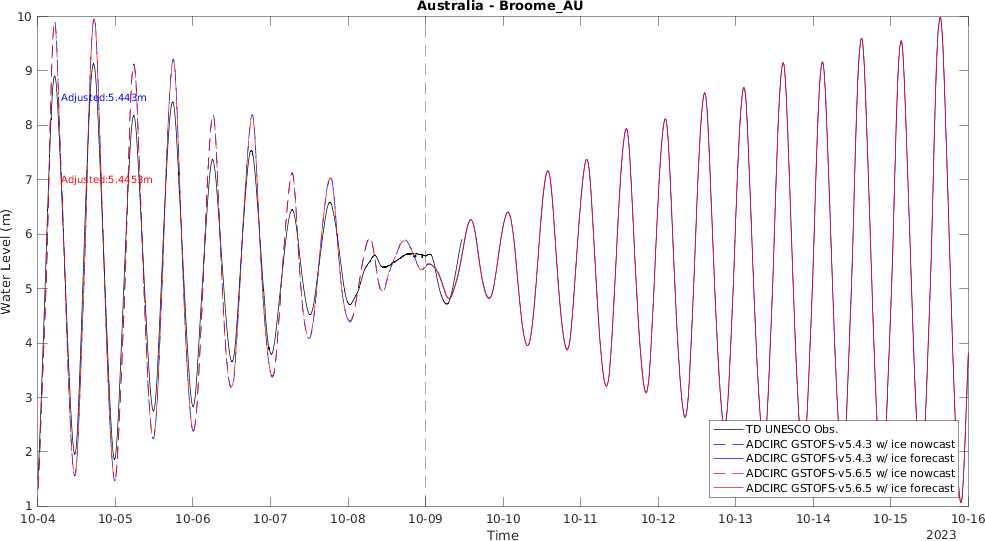 Australia - Broome_AU
10
9
8
7
6
5
4
3
2
1
Water Level (m)
Adjusted:5.443m
Adjusted:5.4453m
TD UNESCO Obs.
ADCIRC GSTOFS-v5.4.3 w/ ice nowcast
ADCIRC GSTOFS-v5.4.3 w/ ice forecast
ADCIRC GSTOFS-v5.6.5 w/ ice nowcast
ADCIRC GSTOFS-v5.6.5 w/ ice forecast
10-04 10-05 10-06 10-07 10-08 10-09 10-10 10-11 10-12 10-13 10-14 10-15 10-16
Time
2023